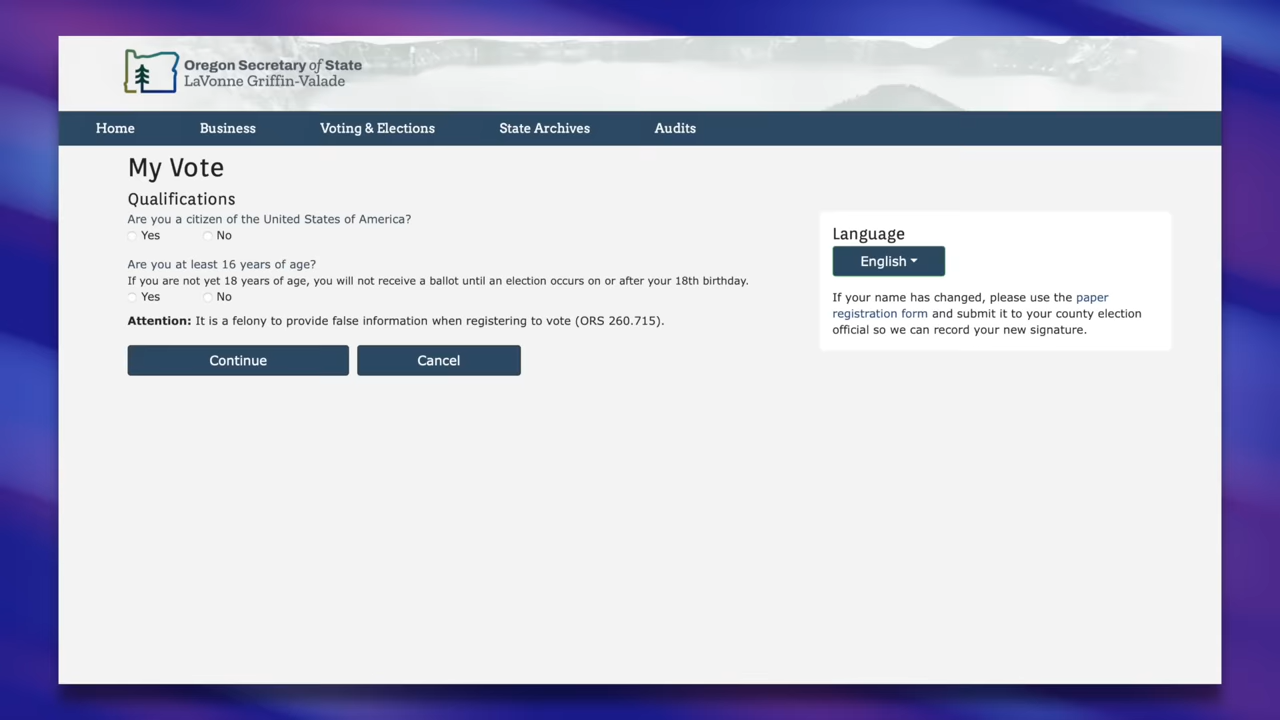 Oregon Secretary of State
LaVonne Griffin-Valade
Home Business Voting & Elections State Archives Audits
My Vote
Qualifications
Are you a citizen of the United States of America?
Yes No
Are you at least 16 years of age?
If you are not yet 18 years of age, you will not receive a ballot until an election occurs on or after your 18th birthday.
Yes No
Attention: It is a felony to provide false information when registering to vote (ORS 260.715).
Continue Cancel
Language
English
If your name has changed, please use the paper
registration form and submit it to your county election
official so we can record your new signature.